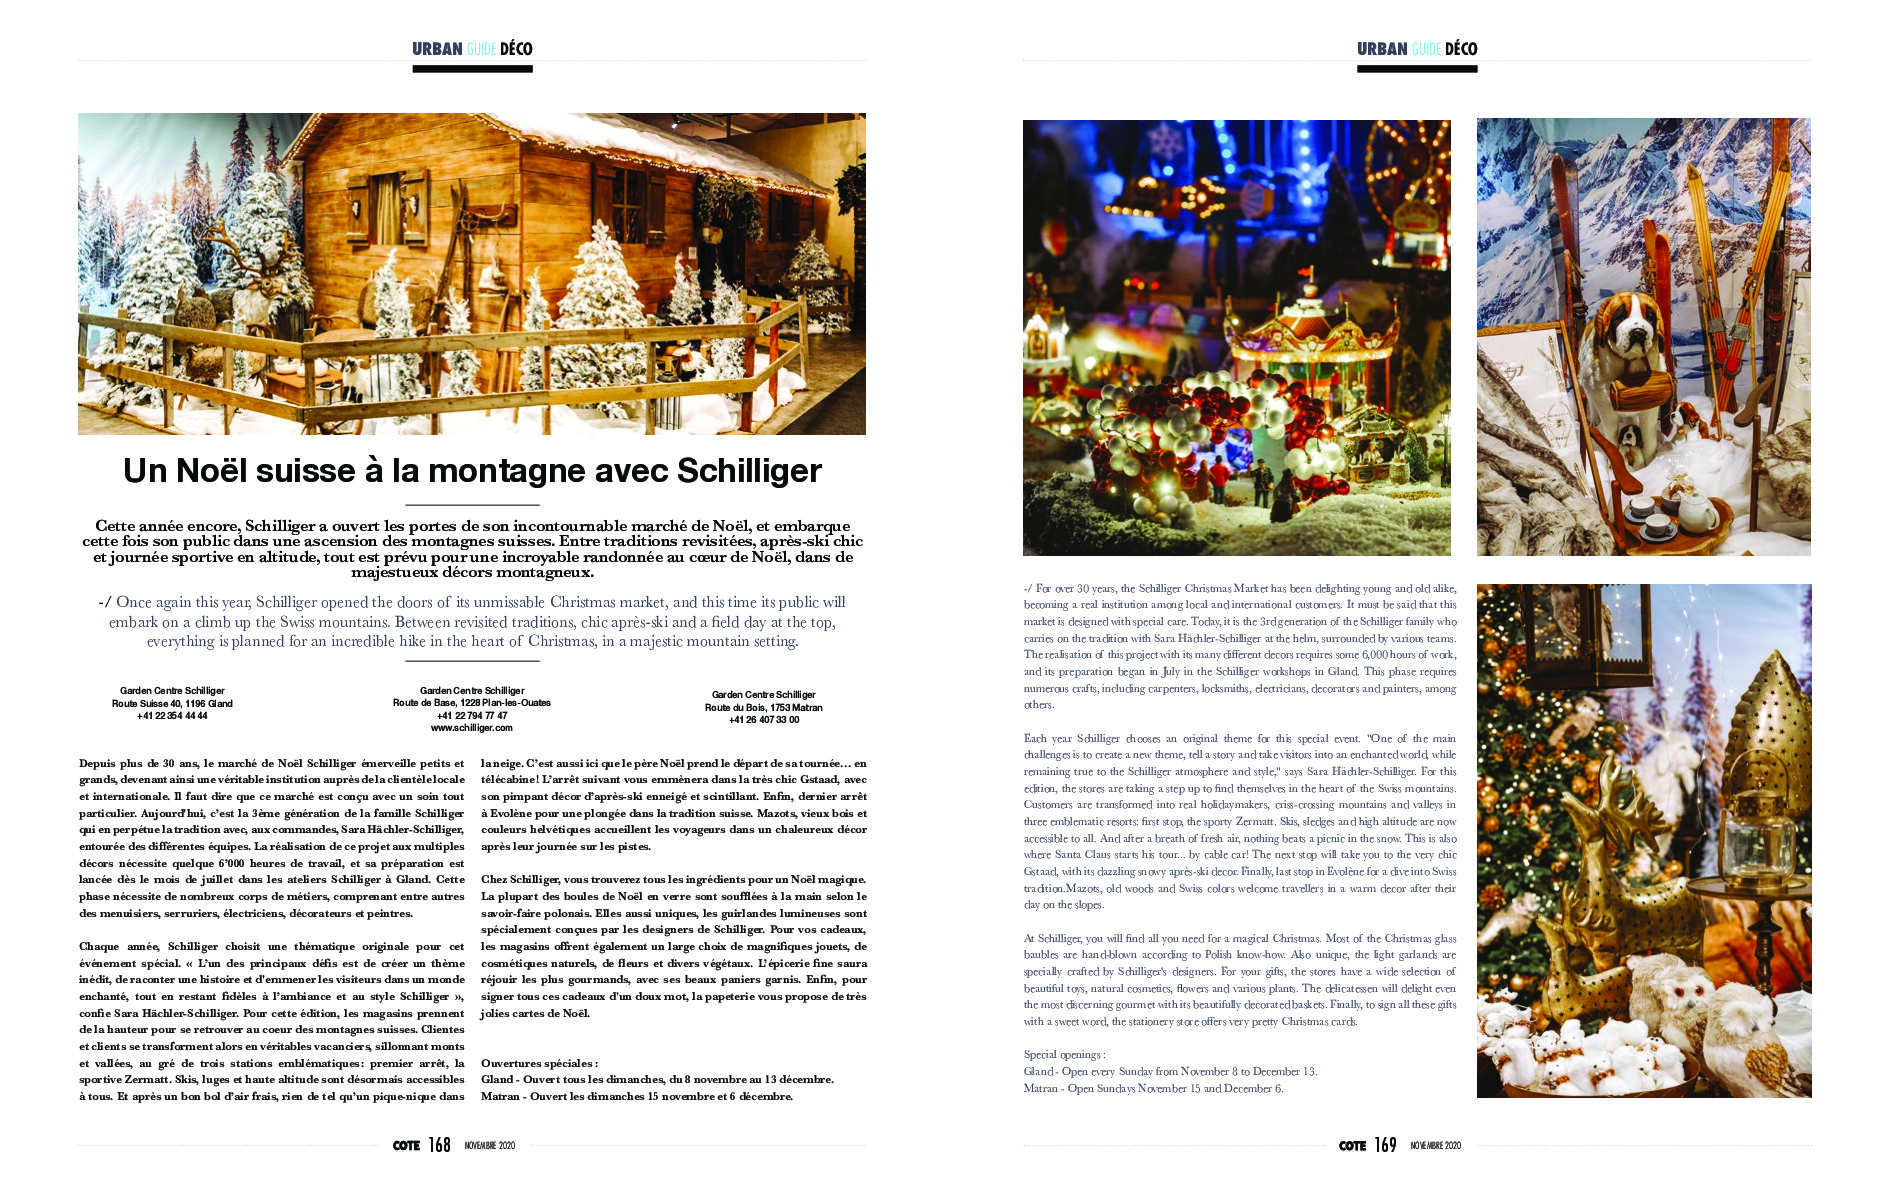 URBAN GUIDE DÉCO
Un Noël suisse à la montagne avec Schilliger
Cette année encore, Schilliger a ouvert les portes de son incontournable marché de Noël, et embarque
cette fois son public dans une ascension des montagnes suisses. Entre traditions revisitées, après-ski chic
et journée sportive en altitude, tout est prévu pour une incroyable randonnée au cœur de Noël, dans de
majestueux décors montagneux.
-/ Once again this year, Schilliger opened the doors of its unmissable Christmas market, and this time its public will
embark on a climb up the Swiss mountains. Between revisited traditions, chic après-ski and a field day at the top,
everything is planned for an incredible hike in the heart of Christmas, in a majestic mountain setting.
Garden Centre Schilliger
Route Suisse 40, 1196 Gland
+41 22 354 44 44
Garden Centre Schilliger
Route de Base, 1228 Plan-les-Ouates
+41 22 794 77 47
www.schilliger.com
Garden Centre Schilliger
Route du Bois, 1753 Matran
+41 26 407 33 00
Depuis plus de 30 ans, le marché de Noël Schilliger émerveille petits et
grands, devenant ainsi une véritable institution auprès de la clientèle locale
et internationale. Il faut dire que ce marché est conçu avec un soin tout
particulier. Aujourd'hui, c'est la 3ème génération de la famille Schilliger
qui en perpétue la tradition avec, aux commandes, Sara Hächler-Schilliger,
entourée des différentes équipes. La réalisation de ce projet aux multiples
décors nécessite quelque 6'000 heures de travail, et sa préparation est
lancée dès le mois de juillet dans les ateliers Schilliger à Gland. Cette
phase nécessite de nombreux corps de métiers, comprenant entre autres
des menuisiers, serruriers, électriciens, décorateurs et peintres.
Chaque année, Schilliger choisit une thématique originale pour cet
événement spécial. « L'un des principaux défis est de créer un thème
inédit, de raconter une histoire et d'emmener les visiteurs dans un monde
enchanté, tout en restant fidèles à l'ambiance et au style Schilliger »,
confie Sara Hächler-Schilliger. Pour cette édition, les magasins prennent
de la hauteur pour se retrouver au coeur des montagnes suisses. Clientes
et clients se transforment alors en véritables vacanciers, sillonnant monts
et vallées, au gré de trois stations emblématiques: premier arrêt, la
sportive Zermatt. Skis, luges et haute altitude sont désormais accessibles
à tous. Et après un bon bol d'air frais, rien de tel qu'un pique-nique dans
la neige. C'est aussi ici que le père Noël prend le départ de sa tournée... en
télécabine! L'arrêt suivant vous emmènera dans la très chic Gstaad, avec
son pimpant décor d'après-ski enneigé et scintillant. Enfin, dernier arrêt
à Evolène pour une plongée dans la tradition suisse. Mazots, vieux bois et
couleurs helvétiques accueillent les voyageurs dans un chaleureux décor
après leur journée sur les pistes.
Chez Schilliger, vous trouverez tous les ingrédients pour un Noël magique.
La plupart des boules de Noël en verre sont soufflées à la main selon le
savoir-faire polonais. Elles aussi uniques, les guirlandes lumineuses sont
spécialement conçues par les designers de Schilliger. Pour vos cadeaux,
les magasins offrent également un large choix de magnifiques jouets, de
cosmétiques naturels, de fleurs et divers végétaux. L'épicerie fine saura
réjouir les plus gourmands, avec ses beaux paniers garnis. Enfin, pour
signer tous ces cadeaux d'un doux mot, la papeterie vous propose de très
jolies cartes de Noël.
Ouvertures spéciales :
Gland - Ouvert tous les dimanches, du 8 novembre au 13 décembre.
Matran - Ouvert les dimanches 15 novembre et 6 décembre.
COTE 168 NOVEMBRE 2020
URBAN GUIDE DÉCO
-/ For over 30 years, the Schilliger Christmas Market has been delighting young and old alike,
becoming a real institution among local and international customers. It must be said that this
market is designed with special care. Today, it is the 3rd generation of the Schilliger family who
carries on the tradition with Sara Hächler-Schilliger at the helm, surrounded by various teams.
The realisation of this project with its many different decors requires some 6,000 hours of work,
and its preparation began in July in the Schilliger workshops in Gland. This phase requires
numerous crafts, including carpenters, locksmiths, electricians, decorators and painters, among
others.
Each year Schilliger chooses an original theme for this special event. "One of the main
challenges is to create a new theme, tell a story and take visitors into an enchanted world, while
remaining true to the Schilliger atmosphere and style," says Sara Hächler-Schilliger. For this
edition, the stores are taking a step up to find themselves in the heart of the Swiss mountains.
Customers are transformed into real holidaymakers, criss-crossing mountains and valleys in
three emblematic resorts: first stop, the sporty Zermatt. Skis, sledges and high altitude are now
accessible to all. And after a breath of fresh air, nothing beats a picnic in the snow. This is also
where Santa Claus starts his tour... by cable car! The next stop will take you to the very chic
Gstaad, with its dazzling snowy après-ski decor. Finally, last stop in Evolène for a dive into Swiss
tradition.Mazots, old woods and Swiss colors welcome travellers in a warm decor after their
day on the slopes.
At Schilliger, you will find all you need for a magical Christmas. Most of the Christmas glass
baubles are hand-blown according to Polish know-how. Also unique, the light garlands are
specially crafted by Schilliger's designers. For your gifts, the stores have a wide selection of
beautiful toys, natural cosmetics, flowers and various plants. The delicatessen will delight even
the most discerning gourmet with its beautifully decorated baskets. Finally, to sign all these gifts
with a sweet word, the stationery store offers very pretty Christmas cards.
Special openings :
Gland - Open every Sunday from November 8 to December 13.
Matran - Open Sundays November 15 and December 6.
COTE 169 NOVEMBRE 2020